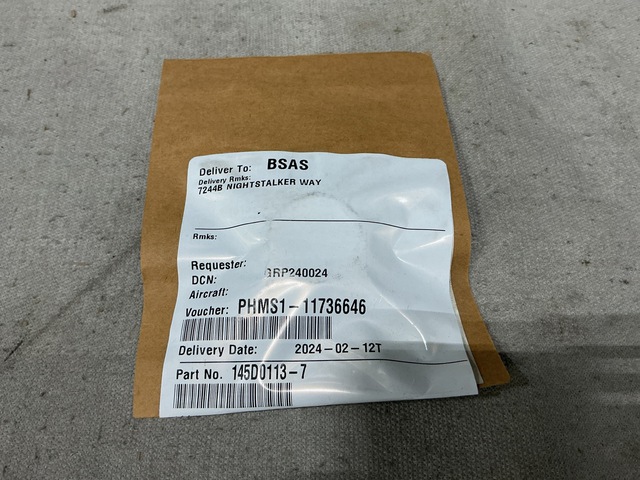 Deliver To: BSAS
Delivery Rmks:
7244B NIGHTSTALKER WAY
Rmks:
Requester:
DCN: GRP240024
Aircraft:
Voucher: PHMS1-11736646
Delivery Date: 2024-02-12T
Part No. 145D0113-7